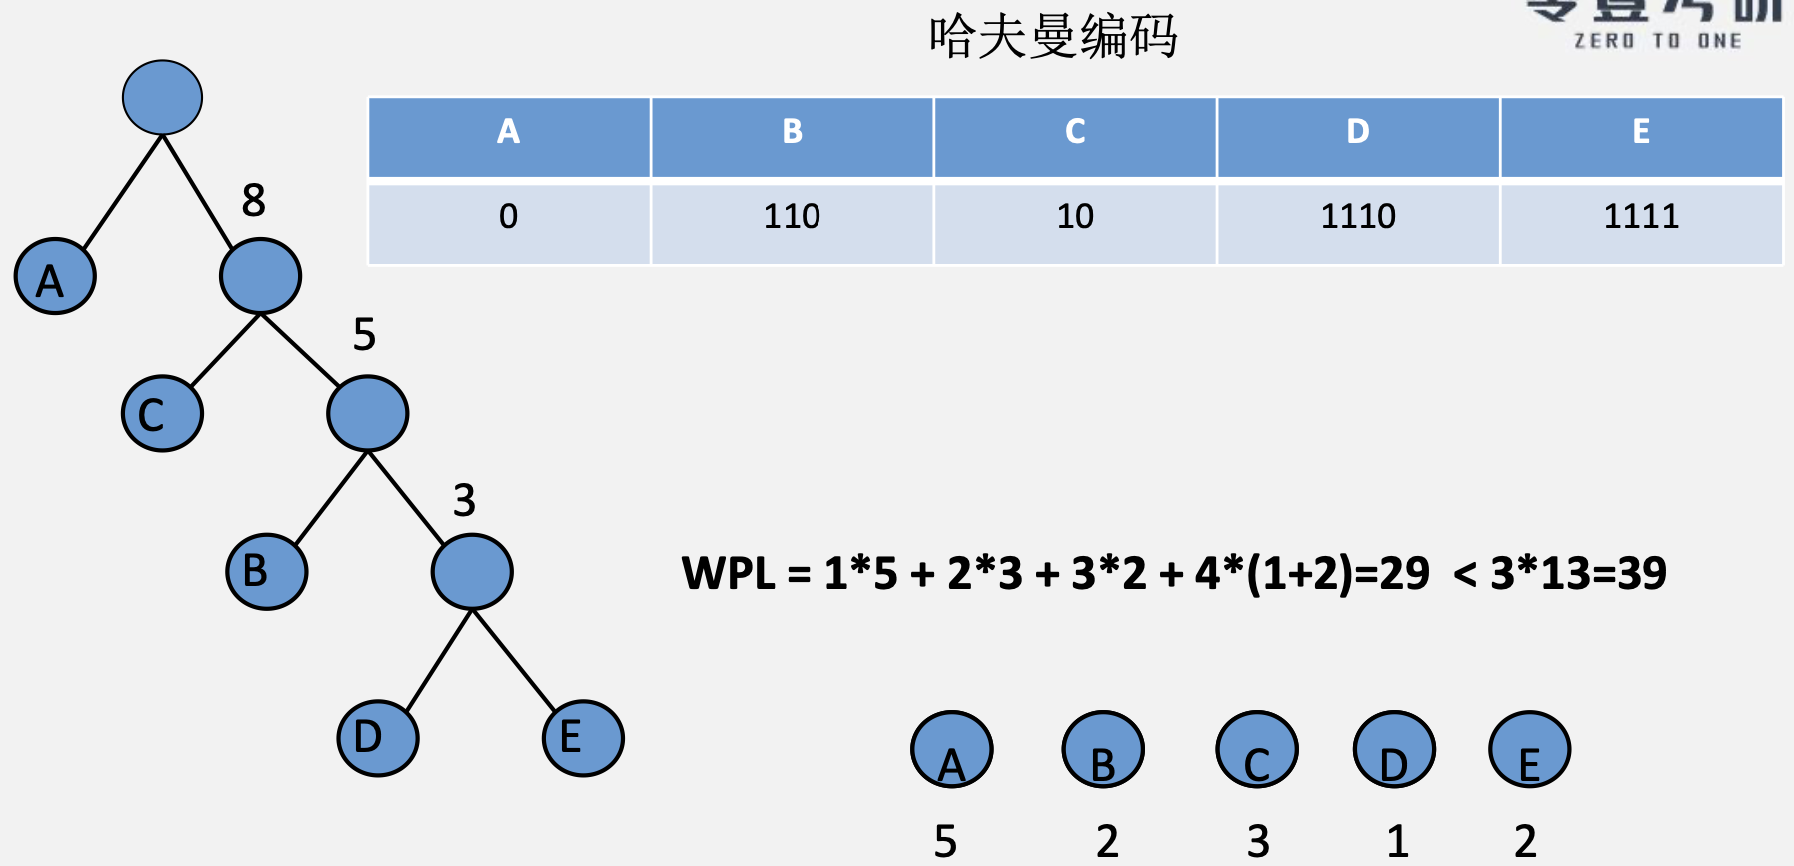 哈夫曼编码
ZERO TO ONE
A B C D E
0 110 10 1110 1111
8
A
5
C
3
B
WPL = 1*5 + 2*3 + 3*2 + 4*(1+2)=29 < 3*13=39
D E
A B C D E
5 2 3 1 2